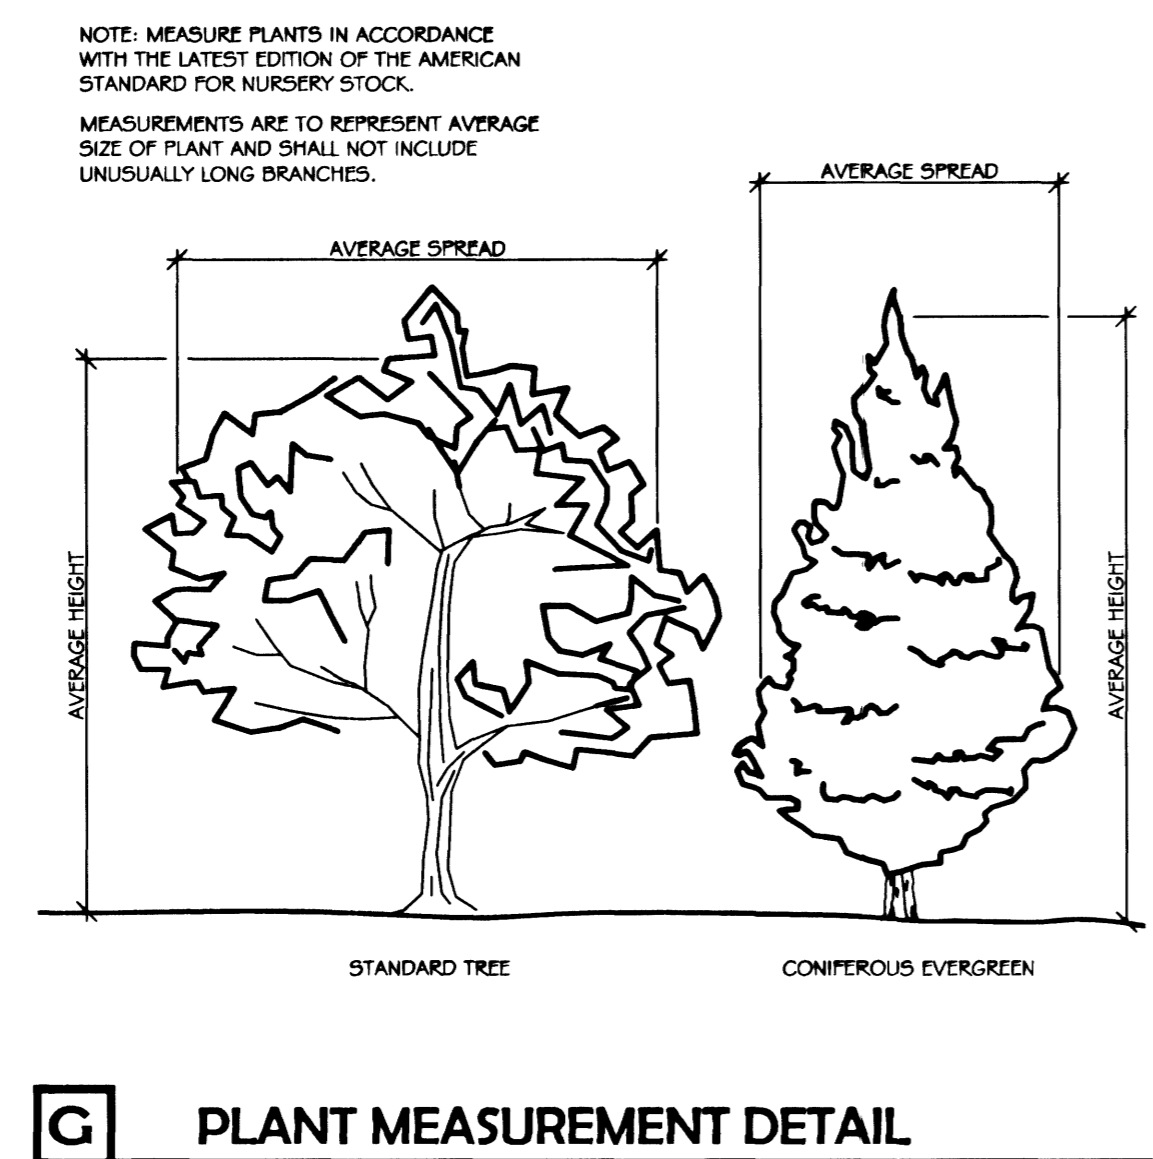 NOTE: MEASURE PLANTS IN ACCORDANCE
WITH THE LATEST EDITION OF THE AMERICAN
STANDARD FOR NURSERY STOCK.
MEASUREMENTS ARE TO REPRESENT AVERAGE
SIZE OF PLANT AND SHALL NOT INCLUDE
UNUSUALLY LONG BRANCHES.
AVERAGE SPREAD
AVERAGE SPREAD
AVERAGE HEIGHT
AVERAGE HEIGHT
STANDARD TREE
CONIFEROUS EVERGREEN
G
PLANT MEASUREMENT DETAIL